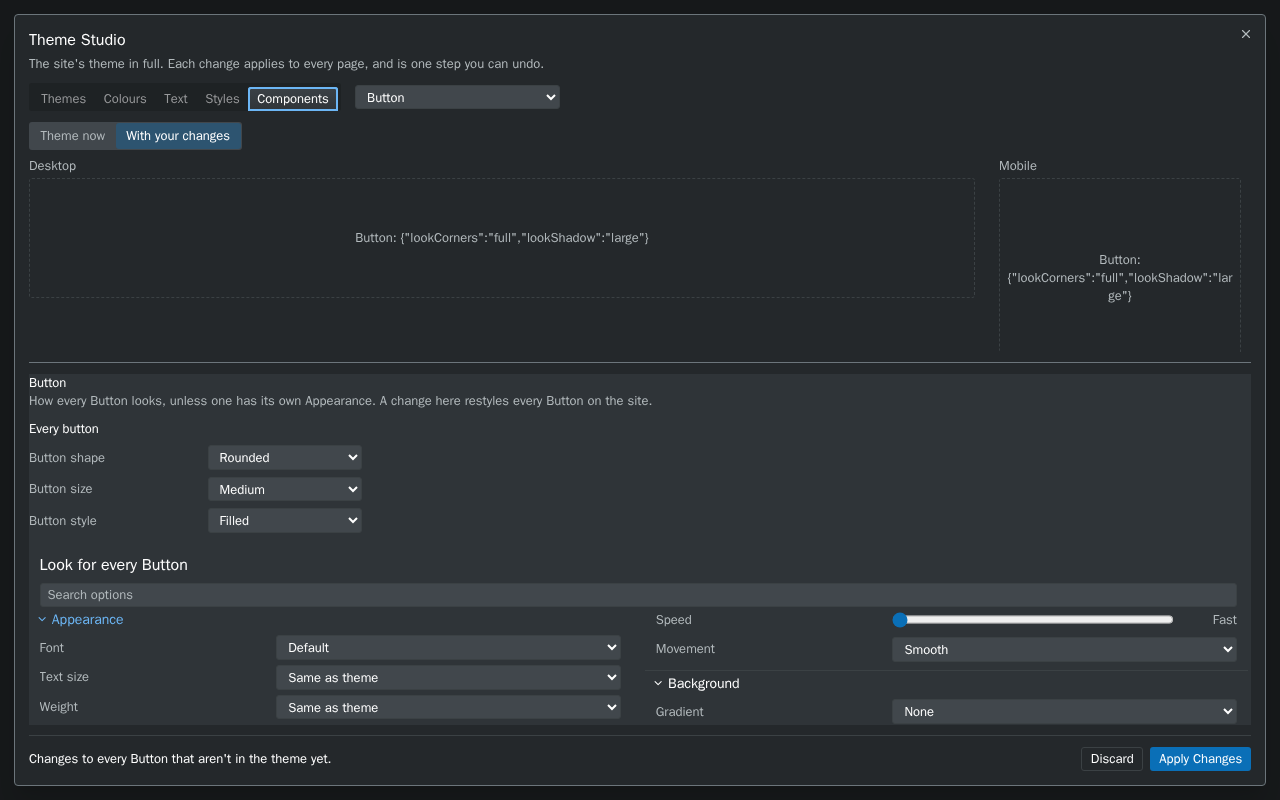 Theme Studio
The site's theme in full. Each change applies to every page, and is one step you can undo.
Themes
Colours
Text
Styles
Components
Button
Theme now
With your changes
Desktop
Mobile
Button: {"lookCorners":"full","lookShadow":"large"}
Button:
{"lookCorners":"full","lookShadow":"lar
ge"}
Button
How every Button looks, unless one has its own Appearance. A change here restyles every Button on the site.
Every button
Button shape
Rounded
Button size
Medium
Button style
Filled
Look for every Button
Search options
Appearance
Font
Default
Text size
Same as theme
Weight
Same as theme
Speed
Fast
Movement
Smooth
Background
Gradient
None
Changes to every Button that aren't in the theme yet.
Discard
Apply Changes